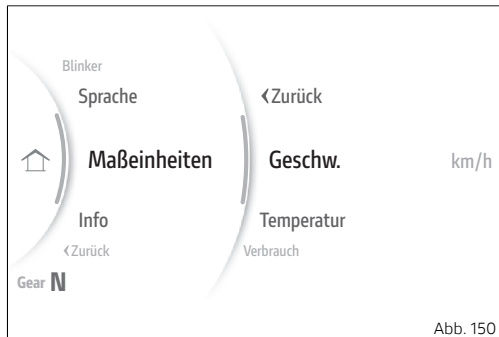 Blinker
Sprache
‹Zurück
Maßeinheiten
Geschw.
km/h
Info
Temperatur
‹Zurück
Verbrauch
Gear N
Abb. 150